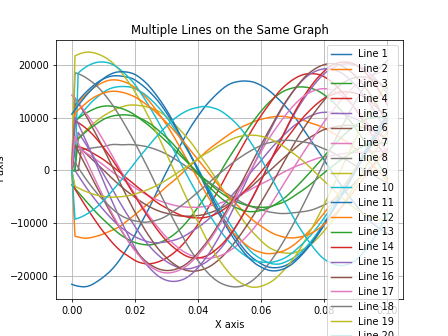 Multiple Lines on the Same Graph
20000
10000
0
−10000
−20000
0.00
0.02
0.04
0.06
X axis
axis
Line 1
Line 2
Line 3
Line 4
Line 5
Line 6
Line 7
Line 8
Line 9
Line 10
Line 11
Line 12
Line 13
Line 14
Line 15
Line 16
Line 17
Line 18
Line 19
Line 20